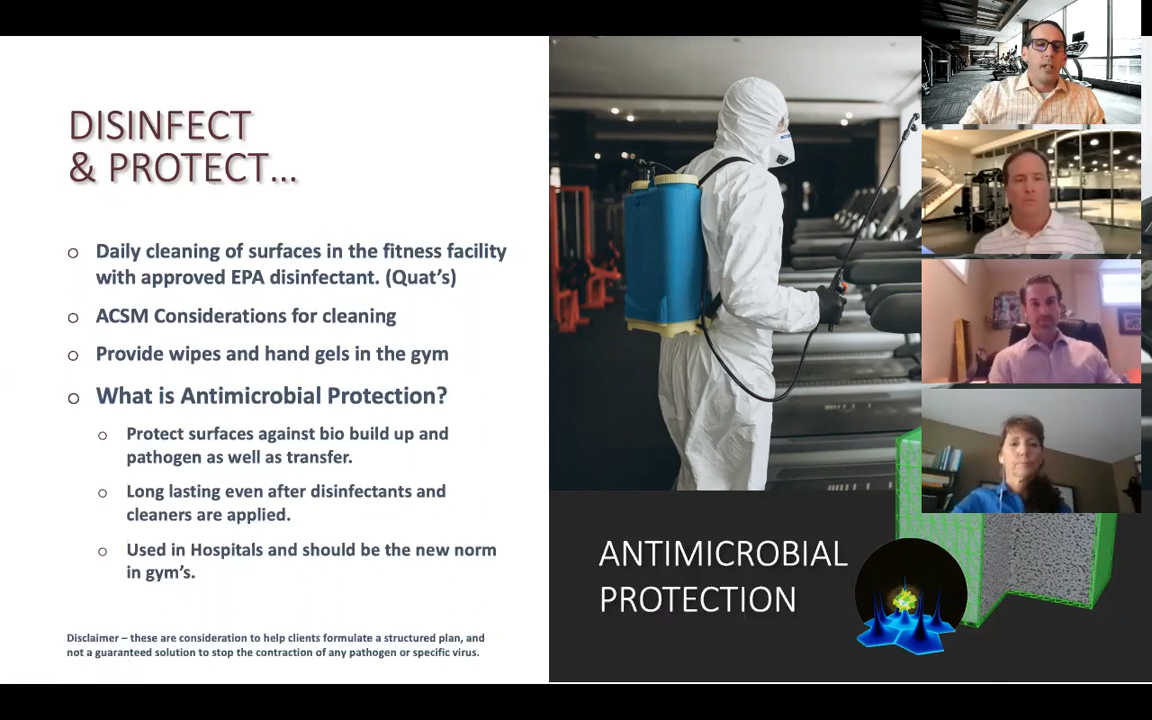 DISINFECT
& PROTECT...
Daily cleaning of surfaces in the fitness facility
with approved EPA disinfectant. (Quat's)
ACSM Considerations for cleaning
Provide wipes and hand gels in the gym
What is Antimicrobial Protection?
Protect surfaces against bio build up and
pathogen as well as transfer.
Long lasting even after disinfectants and
cleaners are applied.
Used in Hospitals and should be the new norm
in gym's.
Disclaimer – these are consideration to help clients formulate a structured plan, and
not a guaranteed solution to stop the contraction of any pathogen or specific virus.
ANTIMICROBIAL
PROTECTION